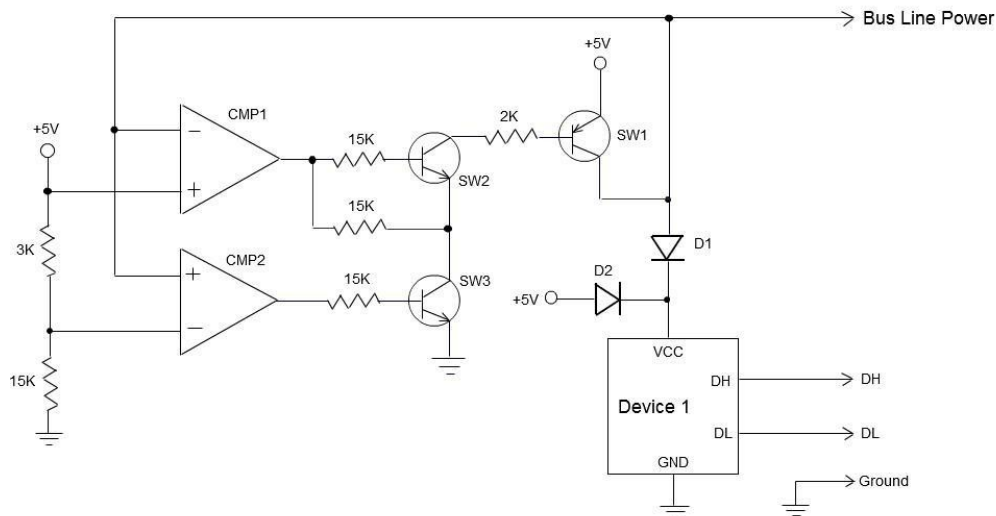 Bus Line Power
+5V
CMP1
2K
SW1
15K
+5V
−
+
SW2
15K
3K
D1
CMP2
15K
SW3
D2
+5V
+
−
15K
VCC
DH
DH
Device 1
DL
DL
GND
Ground